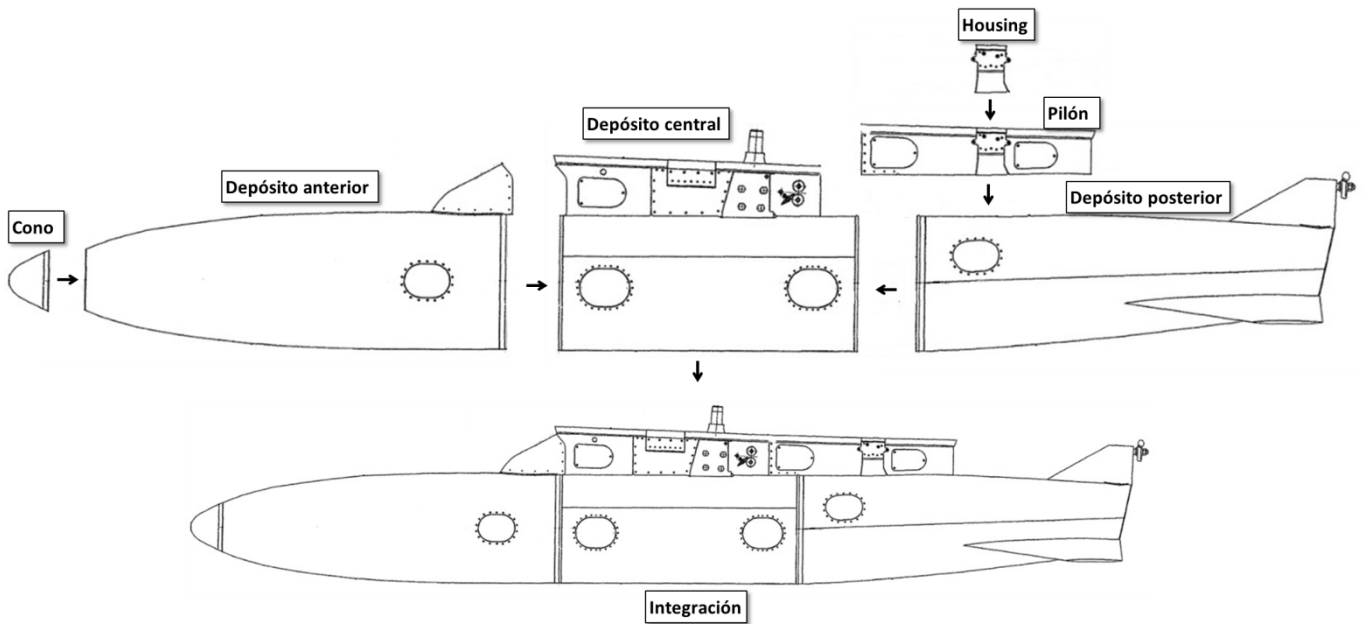 Housing
Pilón
Depósito central
Depósito anterior
Depósito posterior
Cono
Integración